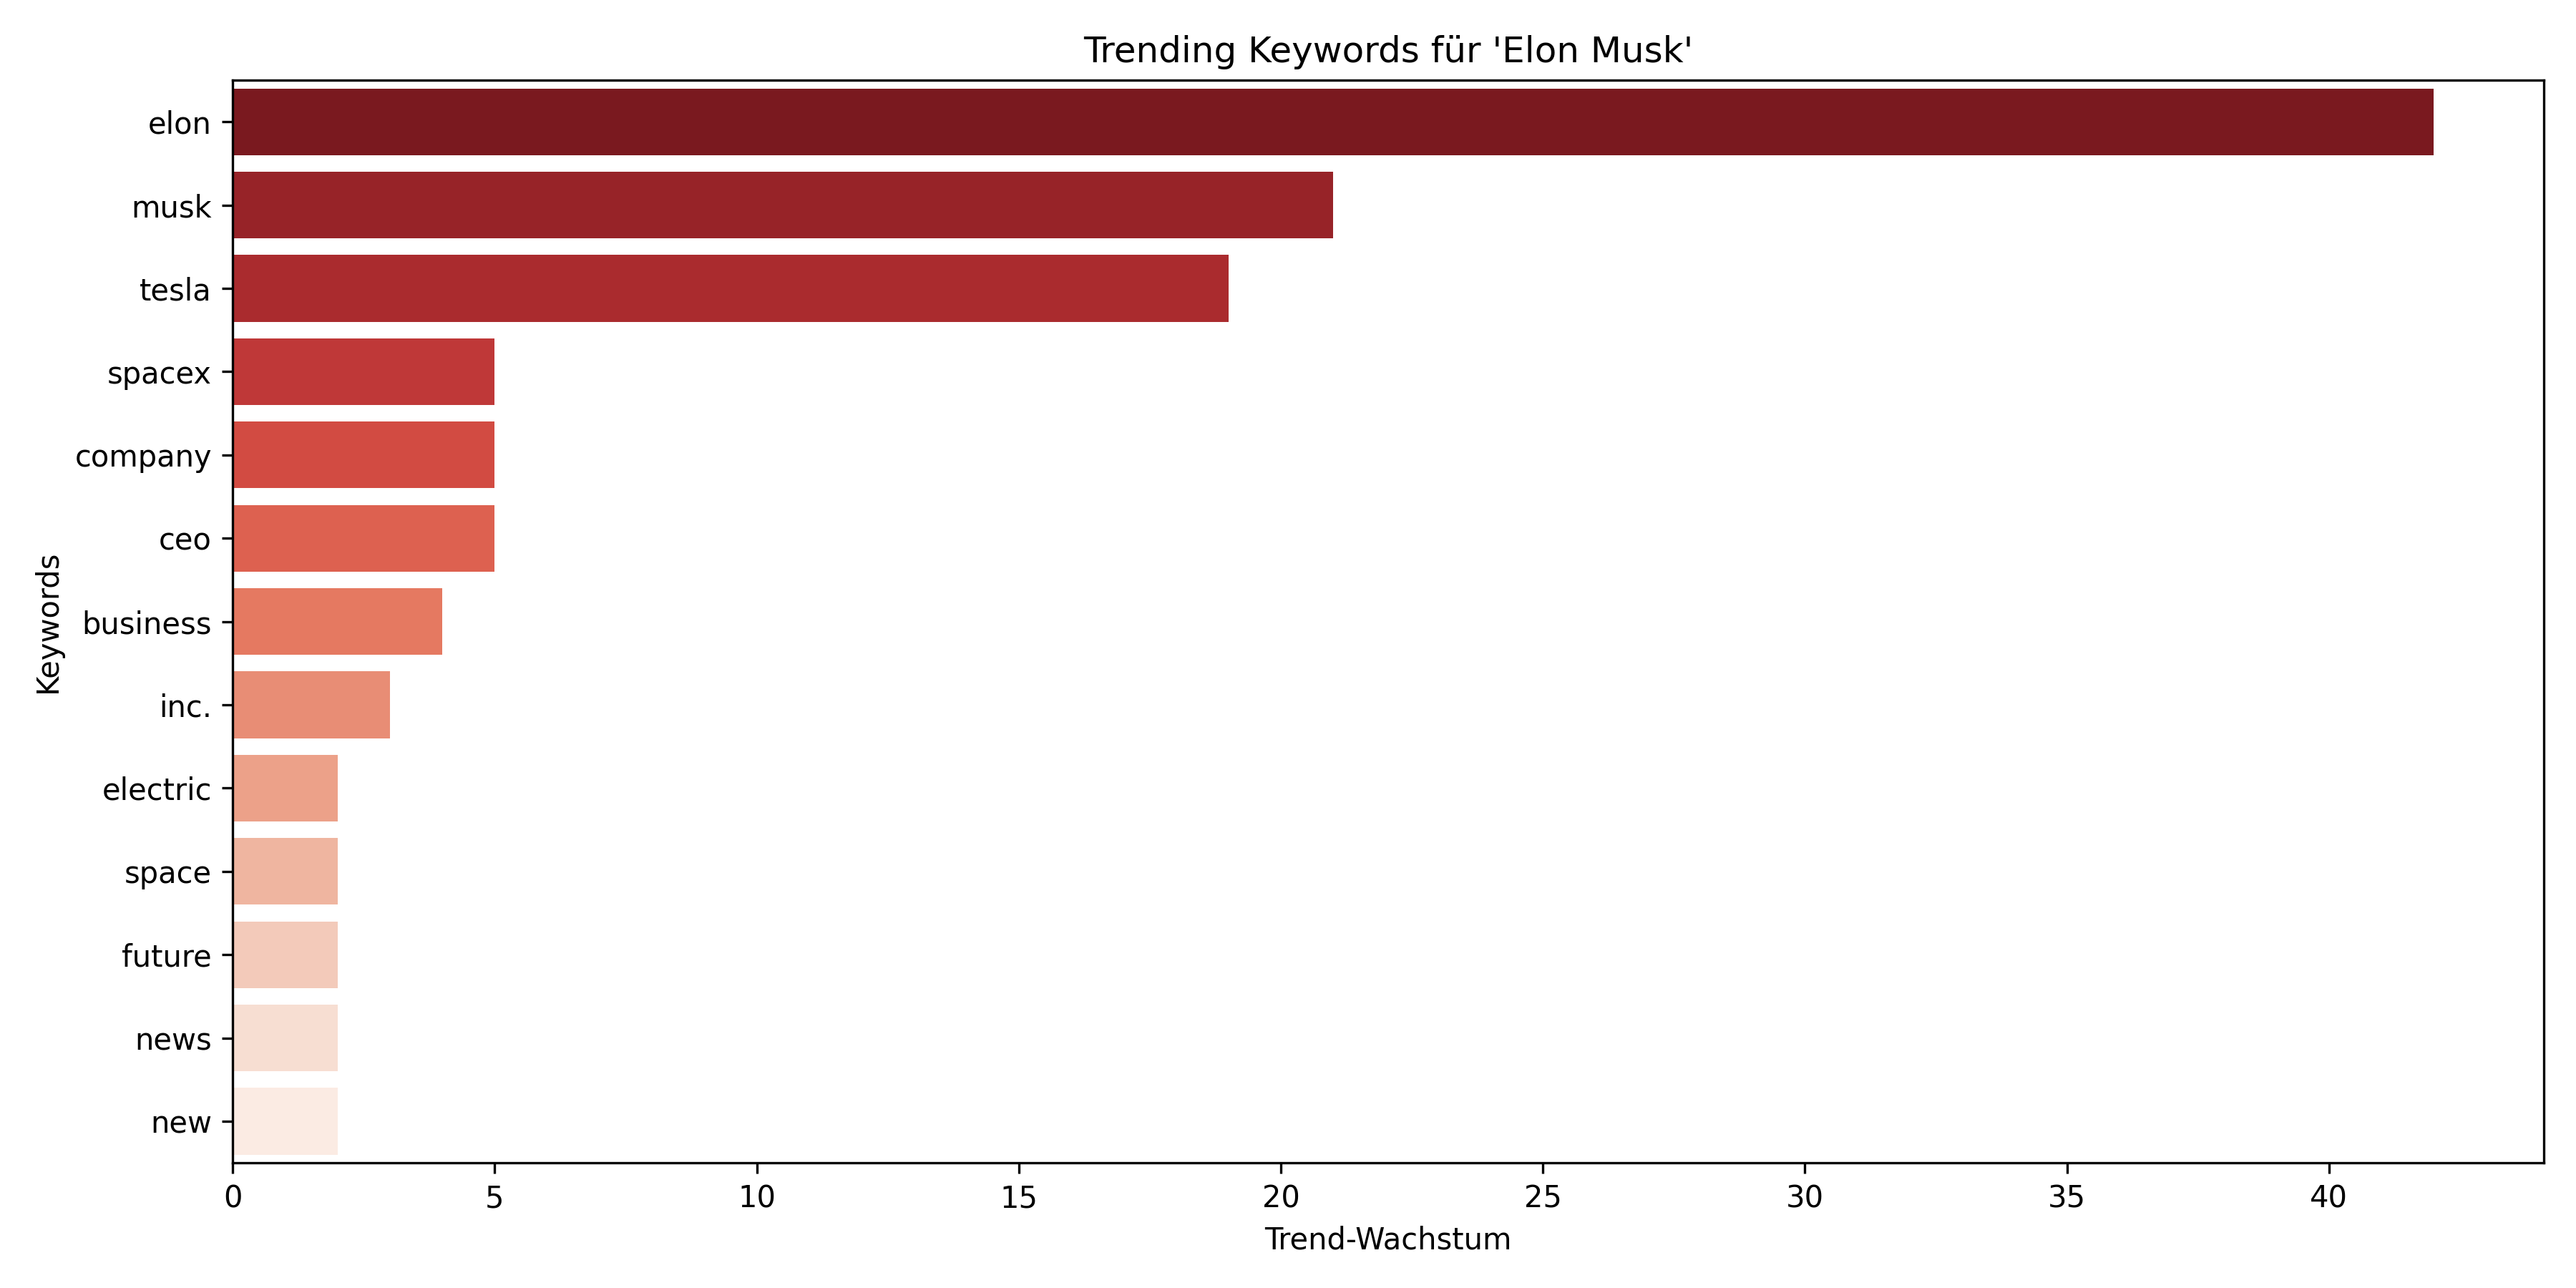 Trending Keywords für 'Elon Musk'
elon
musk
tesla
spacex
company
ceo
business
inc.
electric
space
future
news
new
Keywords
0 5 10 15 20 25 30 35 40
Trend-Wachstum